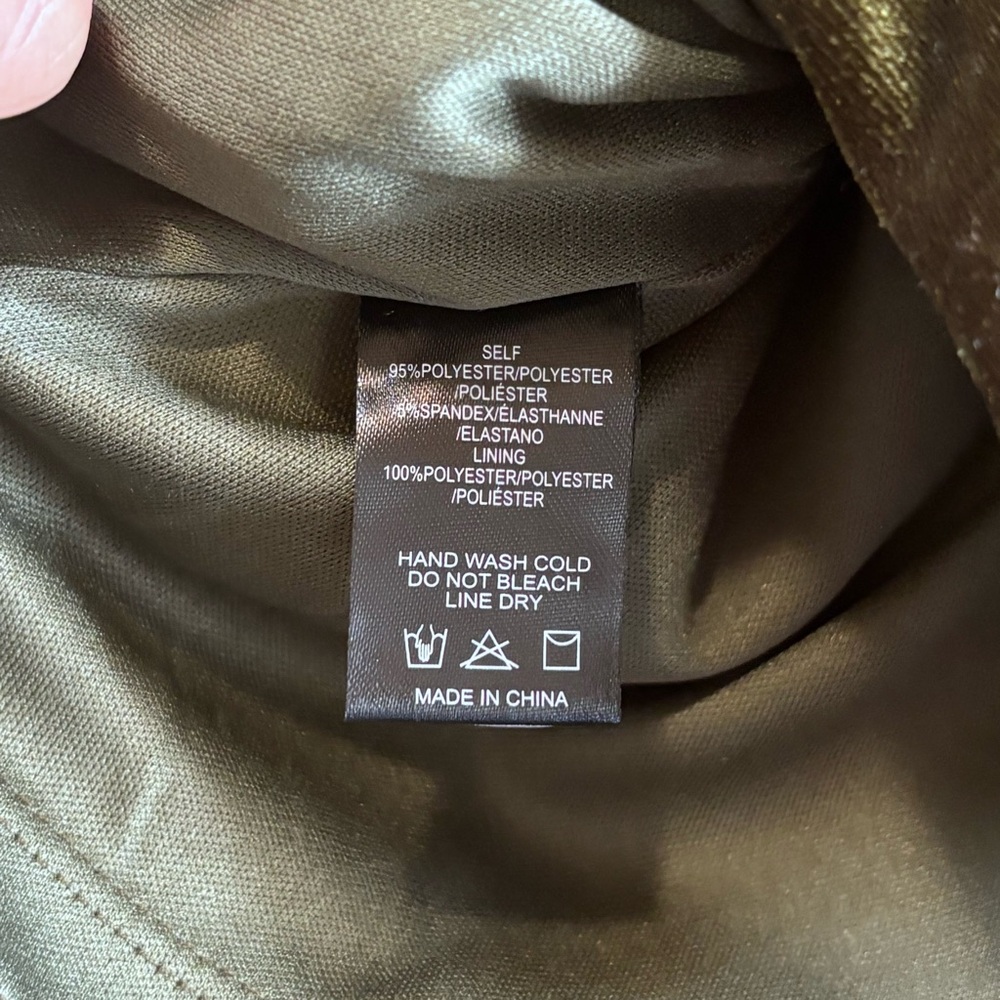 SELF
95%POLYESTER/POLYESTER
/POLIÉSTER
5%SPANDEX/ÉLASTHANNE
/ELASTANO
LINING
100%POLYESTER/POLYESTER
/POLIÉSTER
HAND WASH COLD
DO NOT BLEACH
LINE DRY
MADE IN CHINA